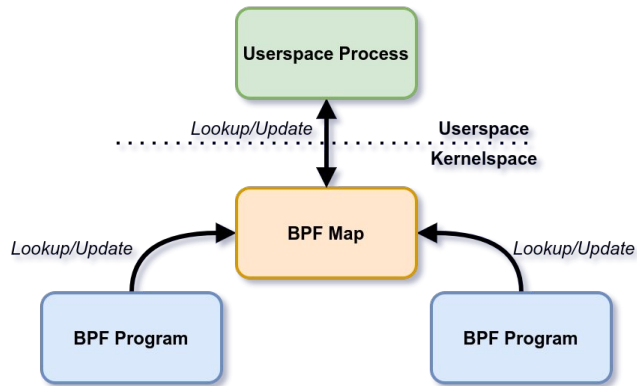 Userspace Process
Lookup/Update
Userspace
Kernelspace
BPF Map
Lookup/Update
Lookup/Update
BPF Program
BPF Program